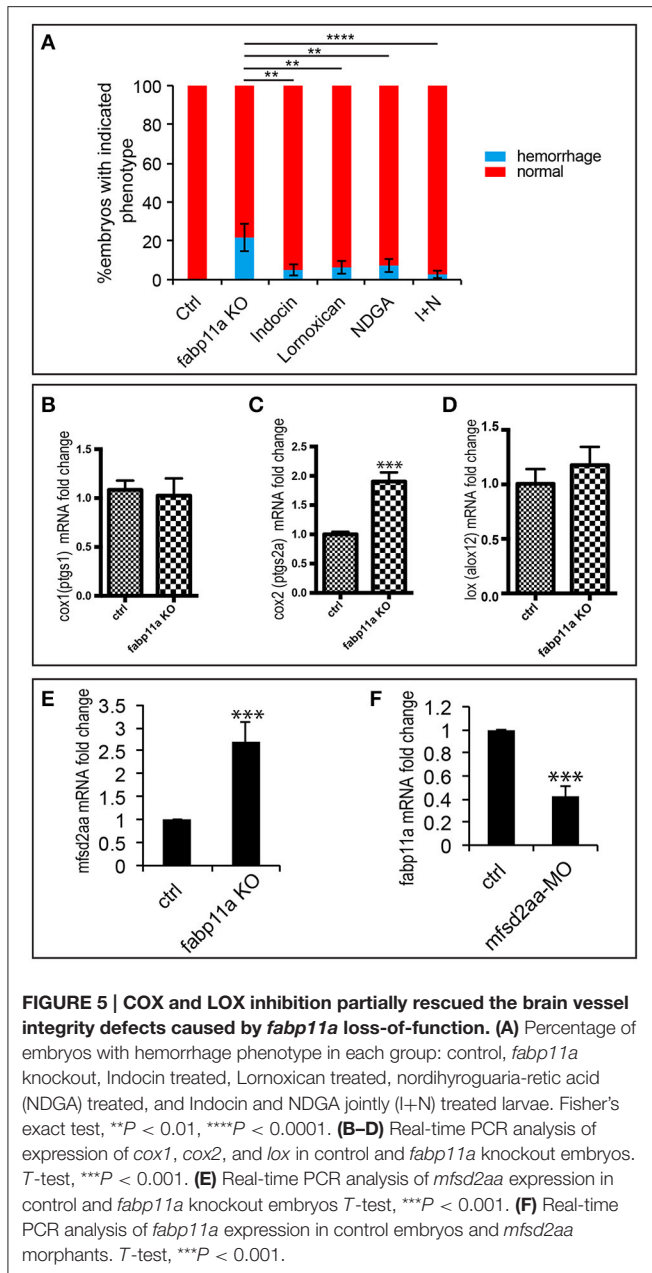 A
****
**
**
**
%embryos with indicated
phenotype
100
80
60
40
20
0
hemorrhage
normal
Ctrl
fabp11a KO
Indocin
Lornoxican
NDGA
I+N
B
cox1(ptgs1) mRNA fold change
1.5
1.0
0.5
0.0
ctrl
fabp11a KO
C
cox2 (ptgs2a) mRNA fold change
2.5
2.0
1.5
1.0
0.5
0.0
***
ctrl
fabp11a KO
D
lox (alox12) mRNA fold change
1.5
1.0
0.5
0.0
ctrl
fabp11a KO
E
mfsd2aa mRNA fold change
3.5
3
2.5
2
1.5
1
0.5
0
***
ctrl
fabp11a KO
F
fabp11a mRNA fold change
1.2
1
0.8
0.6
0.4
0.2
0
***
ctrl
mfsd2aa-MO
FIGURE 5 | COX and LOX inhibition partially rescued the brain vessel
integrity defects caused by fabp11a loss-of-function. (A) Percentage of
embryos with hemorrhage phenotype in each group: control, fabp11a
knockout, Indocin treated, Lornoxican treated, nordihyroguaria-retic acid
(NDGA) treated, and Indocin and NDGA jointly (I+N) treated larvae. Fisher's
exact test, **P < 0.01, ****P < 0.0001. (B–D) Real-time PCR analysis of
expression of cox1, cox2, and lox in control and fabp11a knockout embryos.
T-test, ***P < 0.001. (E) Real-time PCR analysis of mfsd2aa expression in
control and fabp11a knockout embryos T-test, ***P < 0.001. (F) Real-time
PCR analysis of fabp11a expression in control embryos and mfsd2aa
morphants. T-test, ***P < 0.001.